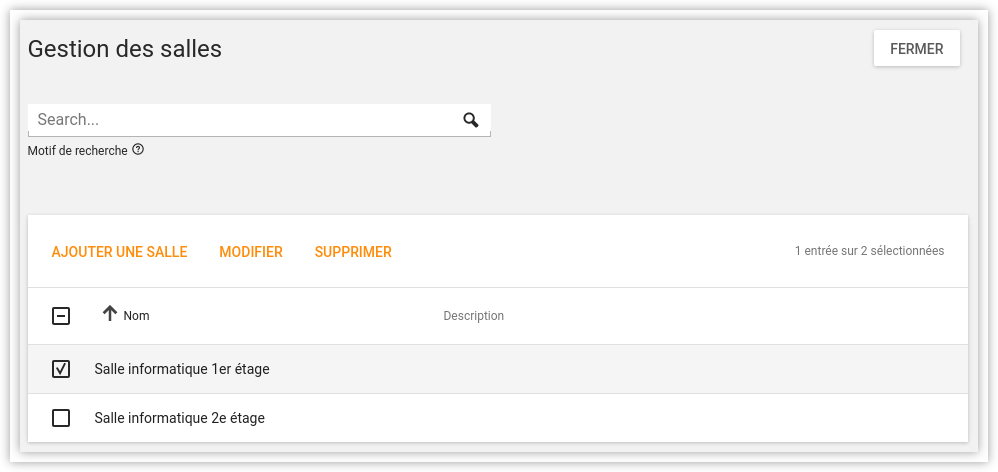 Gestion des salles
FERMER
Search...
Motif de recherche
AJOUTER UNE SALLE MODIFIER SUPPRIMER 1 entrée sur 2 sélectionnées
Nom Description
Salle informatique 1er étage
Salle informatique 2e étage